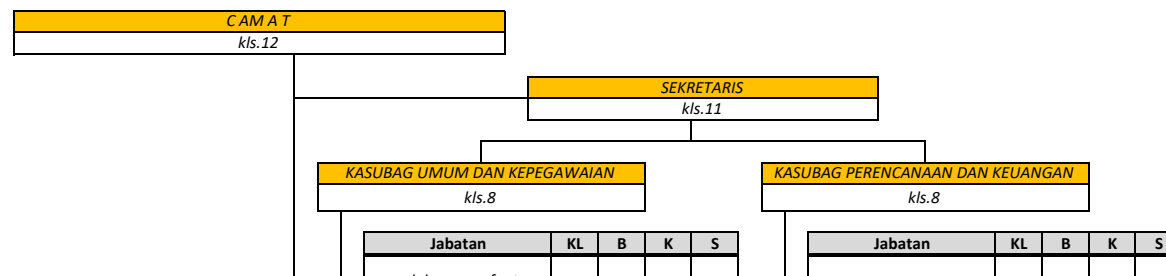 C AM A T
kls.12
SEKRETARIS
kls.11
KASUBAG UMUM DAN KEPEGAWAIAN
kls.8
KASUBAG PERENCANAAN DAN KEUANGAN
kls.8
Jabatan KL B K S
Jabatan KL B K S